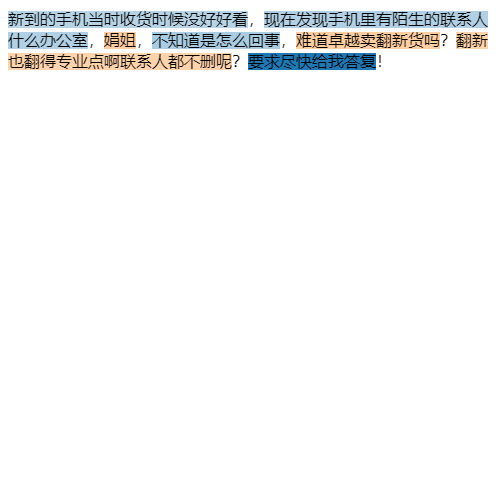 新到的手机当时收货时候没好好看，现在发现手机里有陌生的联系人
什么办公室，娟姐，不知道是怎么回事，难道卓越卖翻新货吗？翻新
也翻得专业点啊联系人都不删呢？要求尽快给我答复！